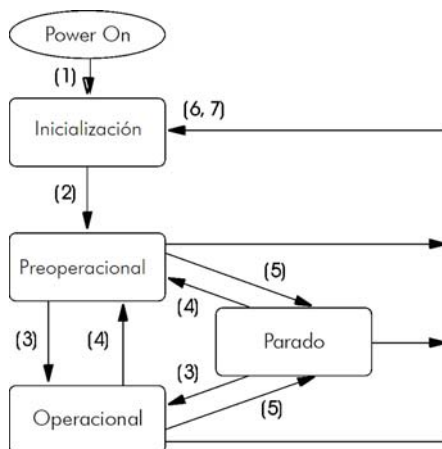 Power On
(1)
(6, 7)
Inicialización
(2)
Preoperacional
(5)
(4)
(3)
(4)
Parado
(3)
Operacional
(5)